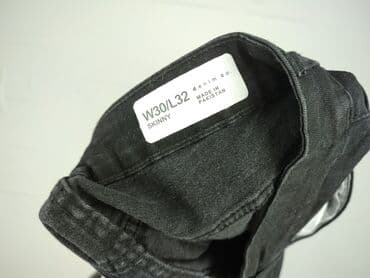 W30/L32
SKINNY
denim co
MADE IN
PAKISTAN